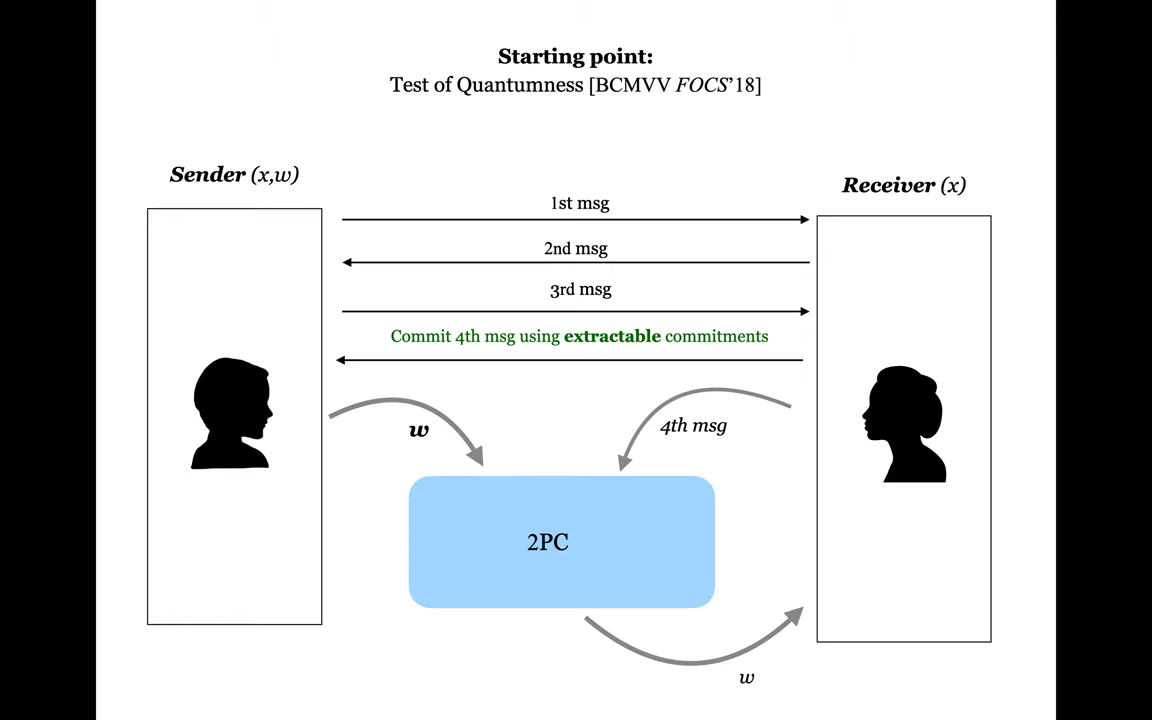 Starting point:
Test of Quantumness [BCMVV FOCS'18]
Sender (x,w)
Receiver (x)
1st msg
2nd msg
3rd msg
Commit 4th msg using extractable commitments
w
4th msg
2PC
w